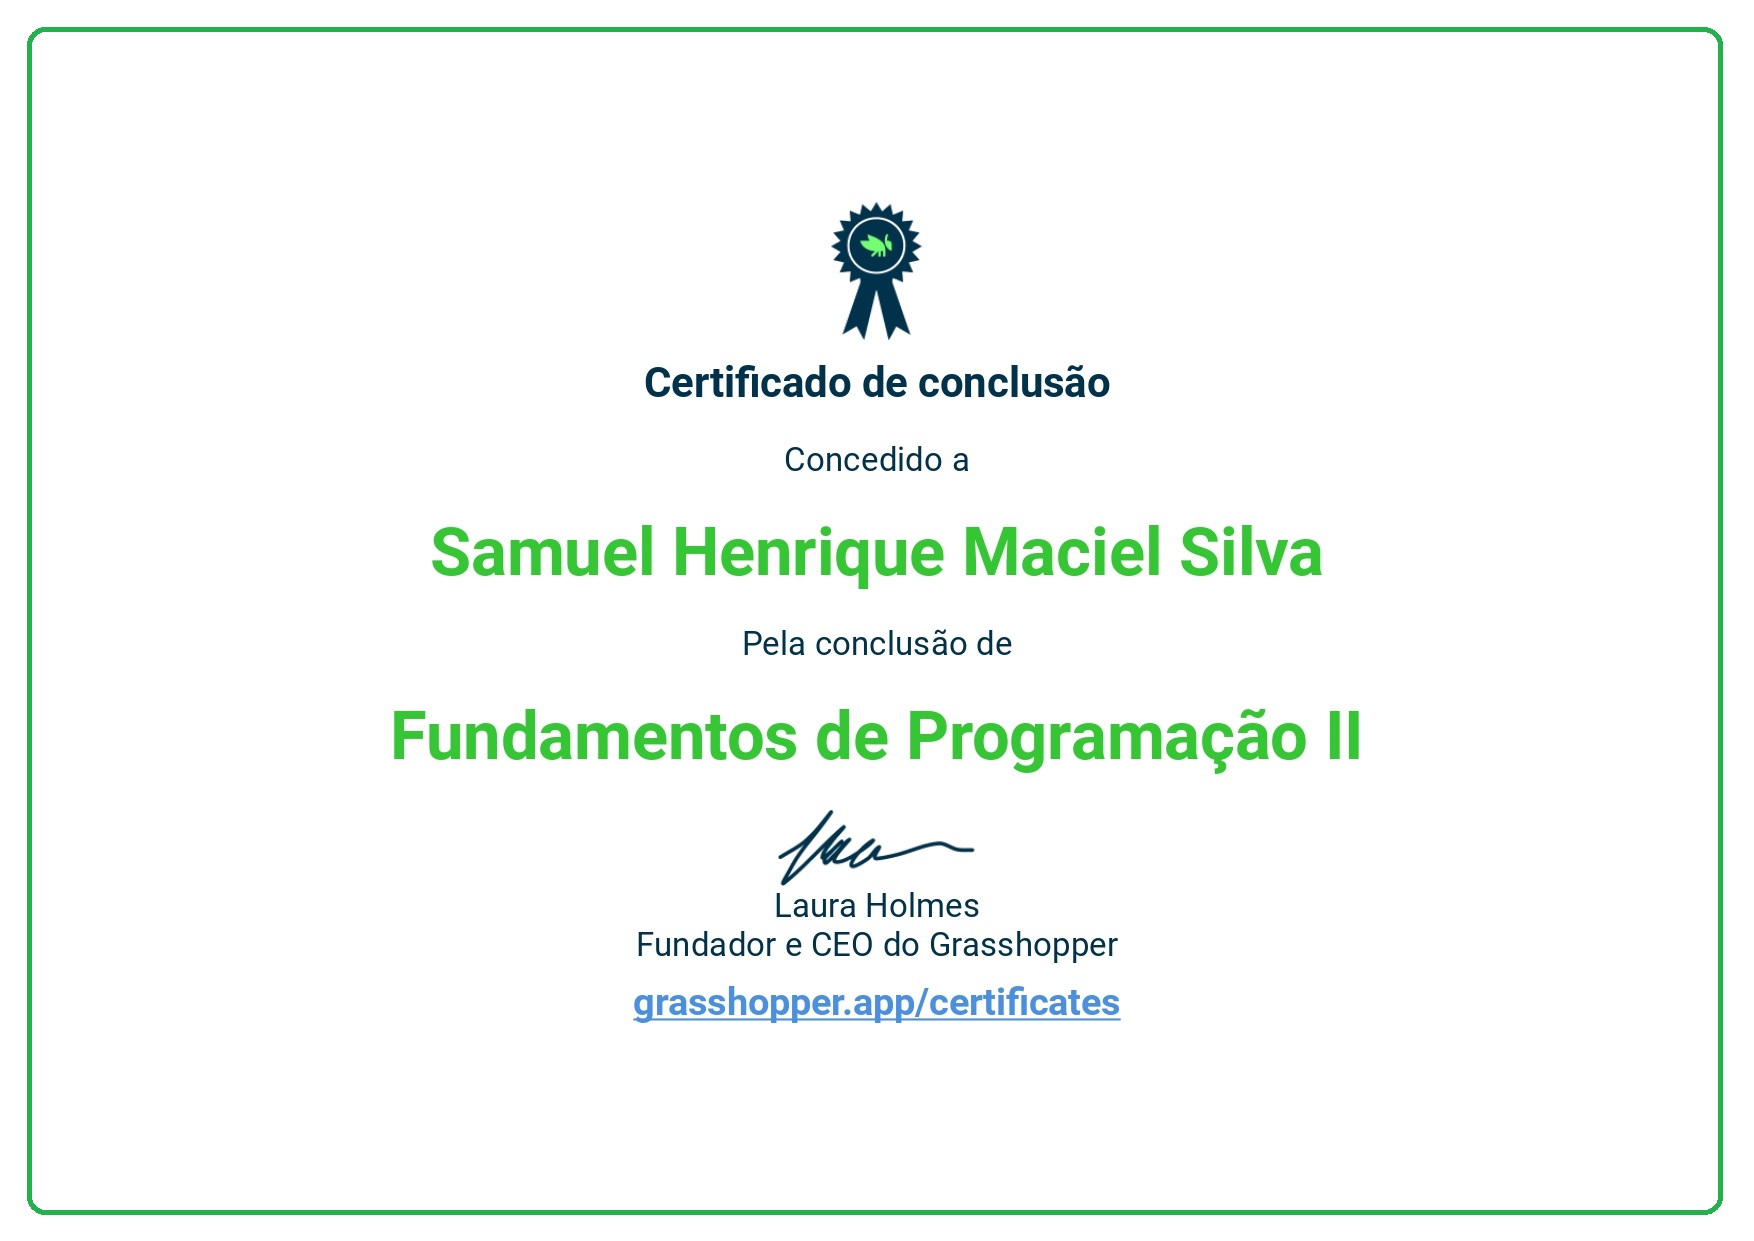 Certificado de conclusão
Concedido a
Samuel Henrique Maciel Silva
Pela conclusão de
Fundamentos de Programação II
Laura Holmes
Fundador e CEO do Grasshopper
grasshopper.app/certificates